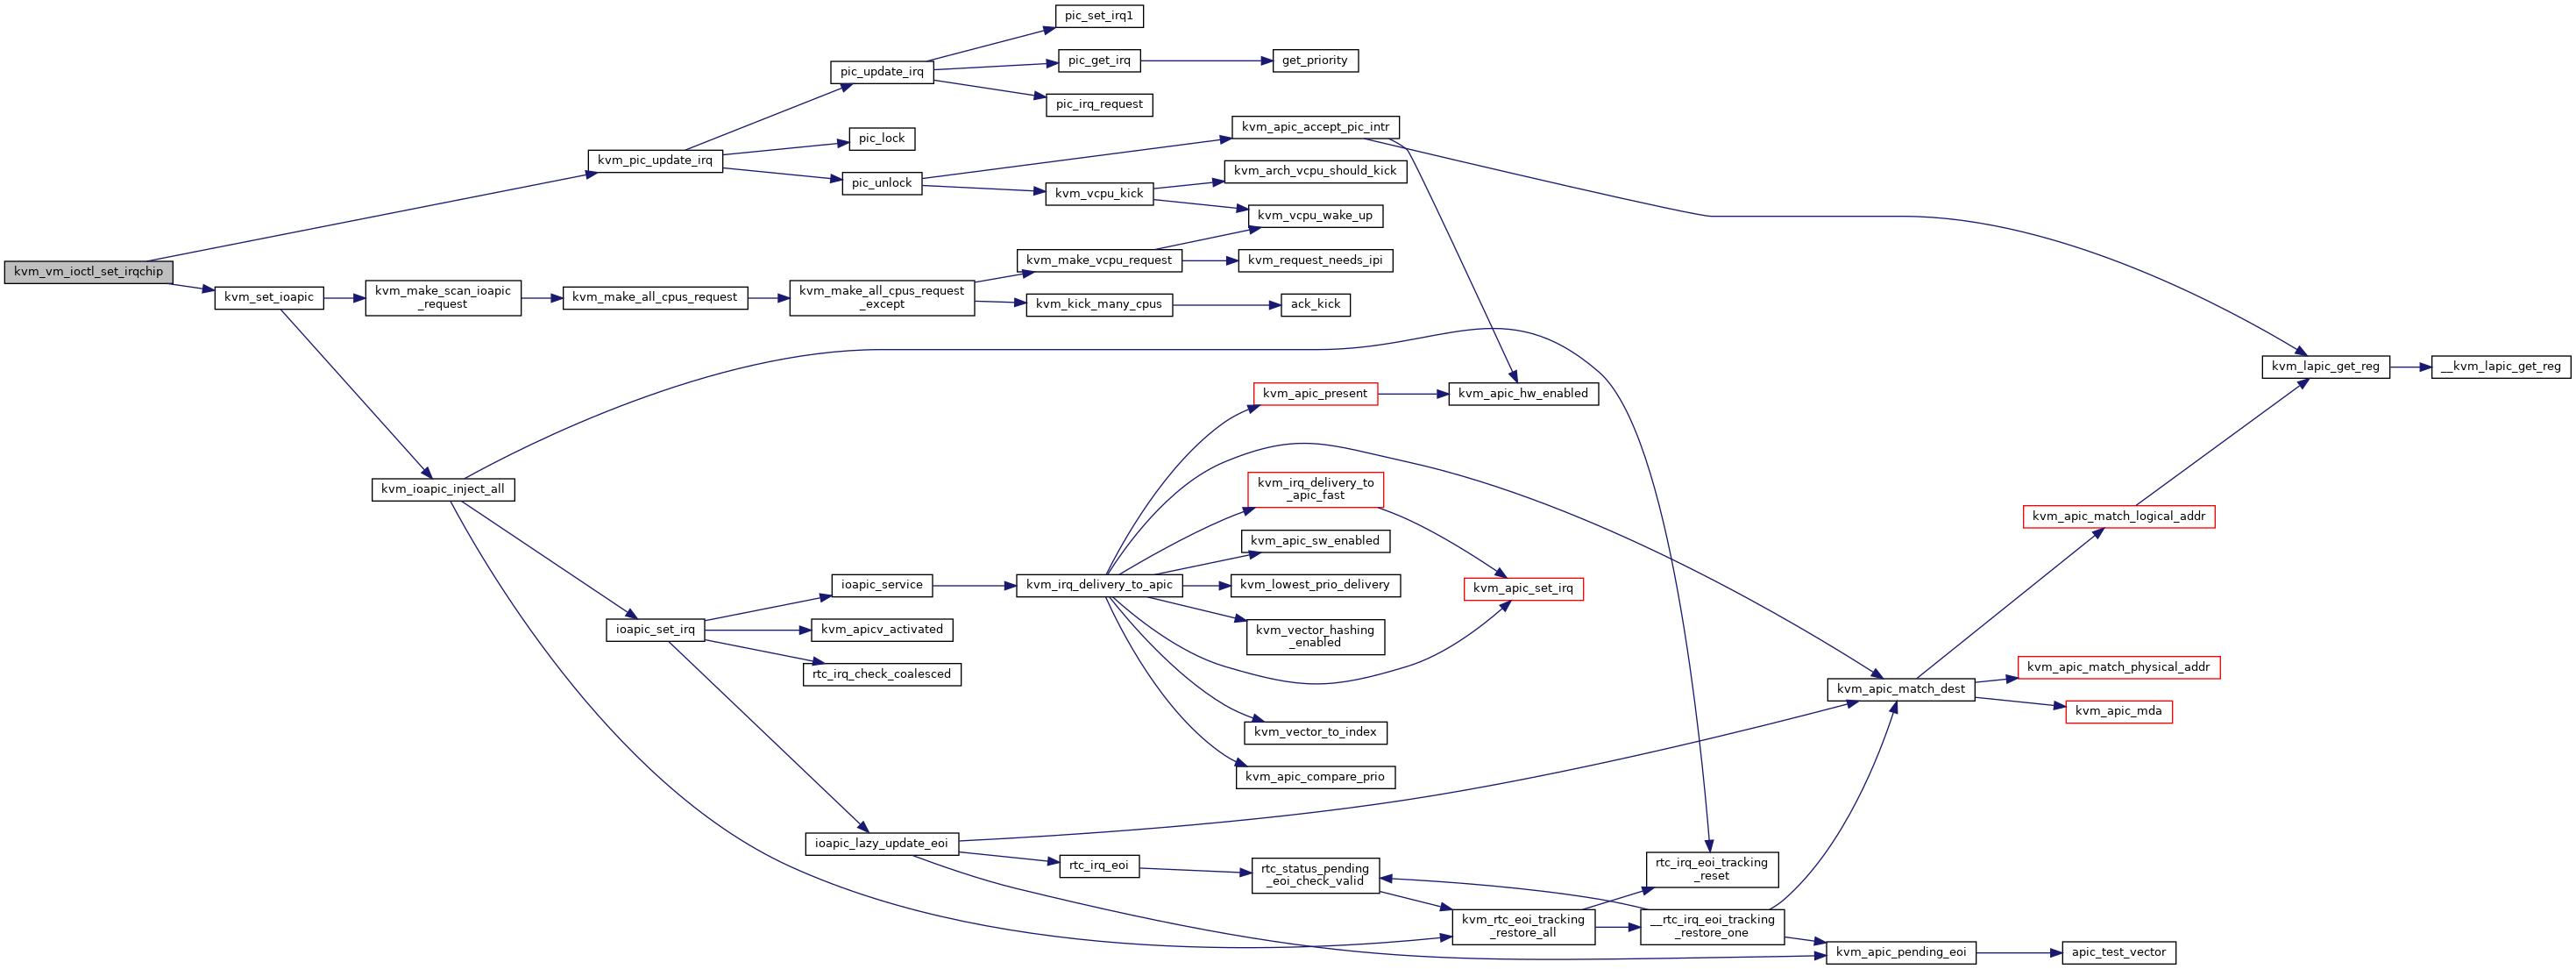 pic_set_irq1
pic_get_irq
get_priority
pic_update_irq
pic_irq_request
kvm_apic_accept_pic_intr
pic_lock
kvm_pic_update_irq
kvm_arch_vcpu_should_kick
pic_unlock
kvm_vcpu_kick
kvm_vcpu_wake_up
kvm_make_vcpu_request
kvm_request_needs_ipi
kvm_vm_ioctl_set_irqchip
kvm_set_ioapic
kvm_make_scan_ioapic
_request
kvm_make_all_cpus_request
kvm_make_all_cpus_request
_except
kvm_kick_many_cpus
ack_kick
kvm_lapic_get_reg
__kvm_lapic_get_reg
kvm_apic_present
kvm_apic_hw_enabled
kvm_ioapic_inject_all
kvm_irq_delivery_to
_apic_fast
kvm_apic_match_logical_addr
kvm_apic_sw_enabled
ioapic_service
kvm_irq_delivery_to_apic
kvm_lowest_prio_delivery
kvm_apic_set_irq
ioapic_set_irq
kvm_apicv_activated
kvm_vector_hashing
_enabled
rtc_irq_check_coalesced
kvm_apic_match_physical_addr
kvm_apic_match_dest
kvm_apic_mda
kvm_vector_to_index
kvm_apic_compare_prio
ioapic_lazy_update_eoi
rtc_irq_eoi
rtc_status_pending
_eoi_check_valid
rtc_irq_eoi_tracking
_reset
kvm_rtc_eoi_tracking
_restore_all
__rtc_irq_eoi_tracking
_restore_one
kvm_apic_pending_eoi
apic_test_vector